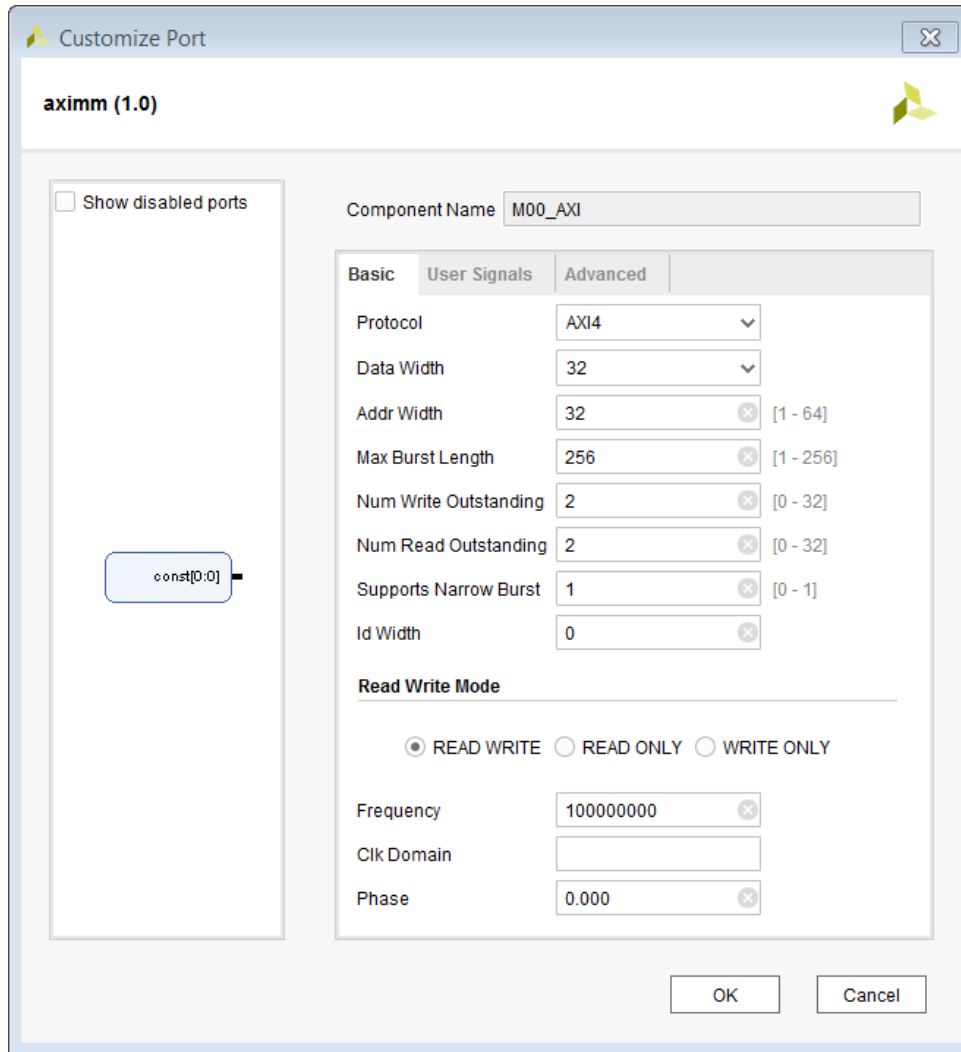 Customize Port
aximm (1.0)
Show disabled ports
const[0:0]
Component Name M00_AXI
Basic User Signals Advanced
Protocol AXI4
Data Width 32
Addr Width 32 [1 - 64]
Max Burst Length 256 [1 - 256]
Num Write Outstanding 2 [0 - 32]
Num Read Outstanding 2 [0 - 32]
Supports Narrow Burst 1 [0 - 1]
Id Width 0
Read Write Mode
READ WRITE READ ONLY WRITE ONLY
Frequency 100000000
Clk Domain
Phase 0.000
OK Cancel